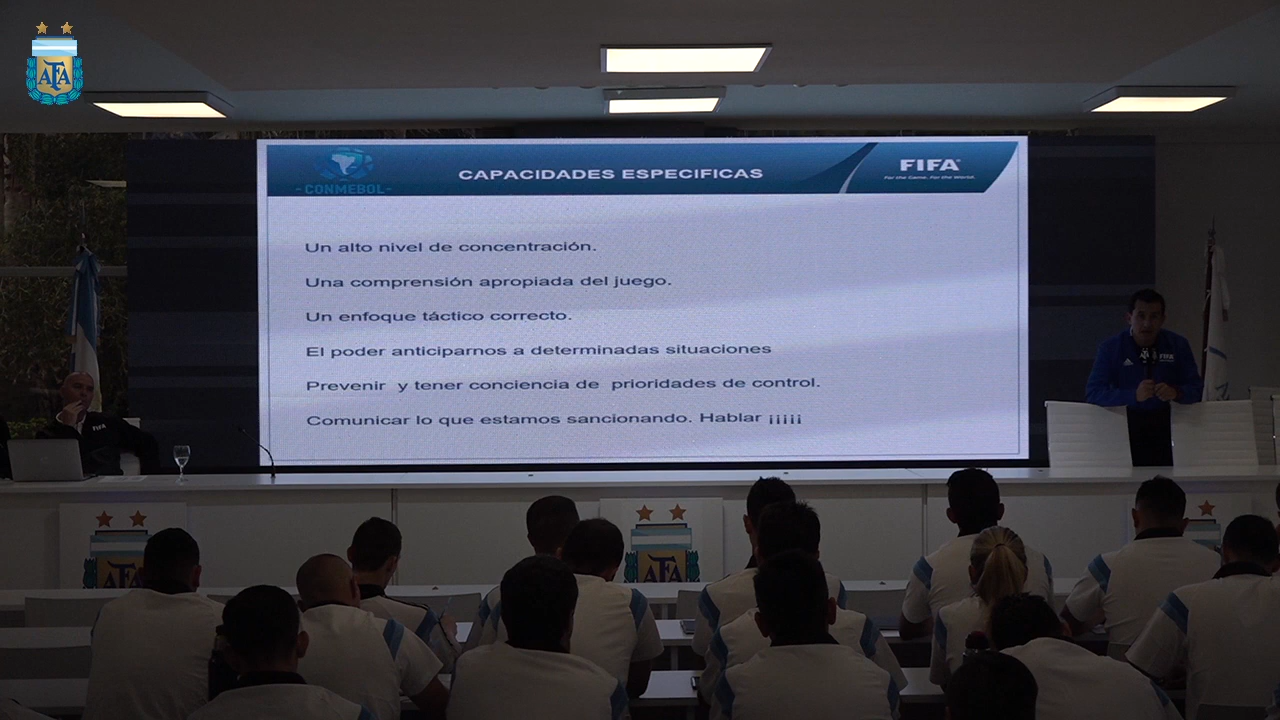 AFA
CAPACIDADES ESPECIFICAS
FIFA
For the Game. For the World.
-CONMEBOL-
Un alto nivel de concentración.
Una comprensión apropiada del juego.
Un enfoque táctico correcto.
El poder anticiparnos a determinadas situaciones
Prevenir y tener conciencia de prioridades de control.
Comunicar lo que estamos sancionando. Hablar ¡¡¡¡¡
FIFA
FIFA
AFA
AFA